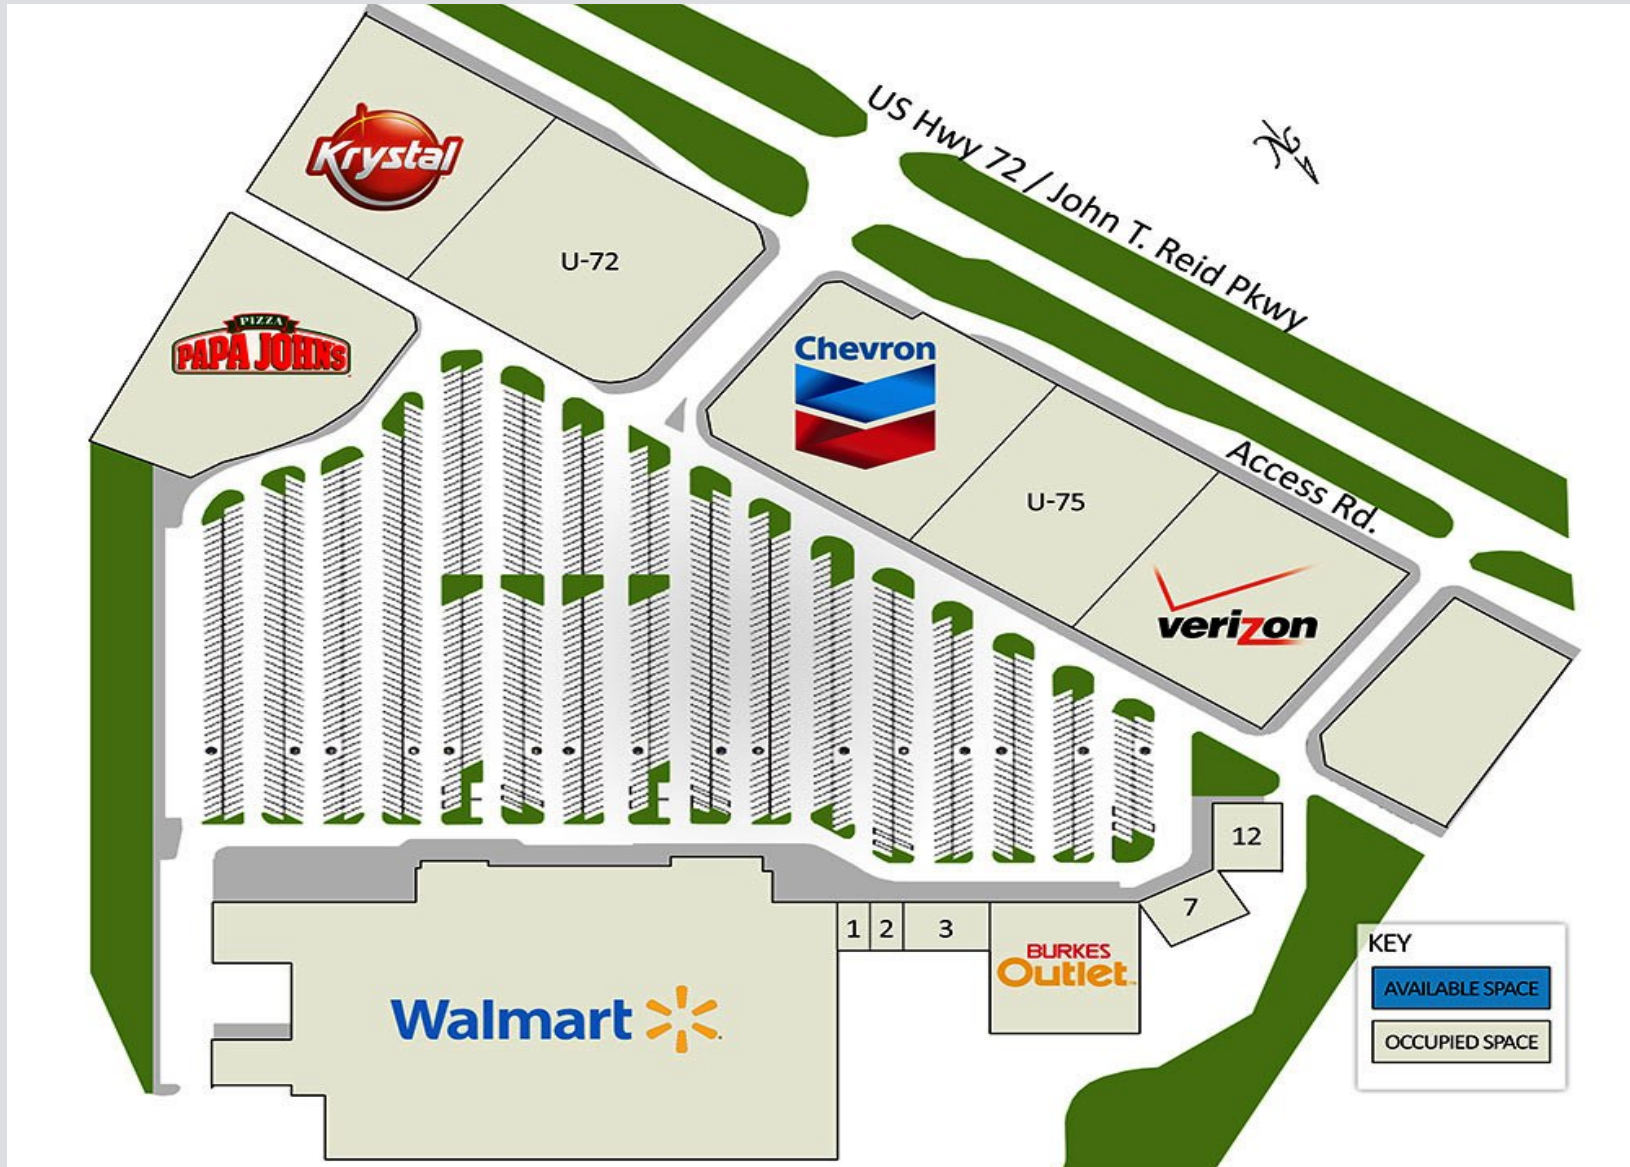 US Hwy 72 / John T. Reid Pkwy
N
Krystal
U-72
PIZZA
PAPA JOHNS
Chevron
U-75
Access Rd.
verizon
12
7
1
2
3
BURKES
Outlet
Walmart
KEY
AVAILABLE SPACE
OCCUPIED SPACE